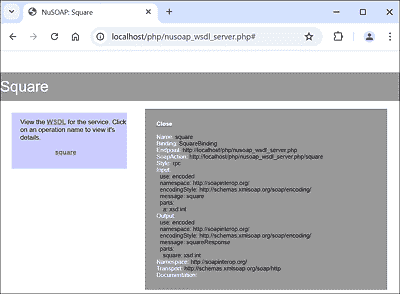 NuSOAP: Square
localhost/php/nusoap_wsdl_server.php#
Square
View the WSDL for the service. Click
on an operation name to view it's
details.
square
Close
Name: square
Binding: SquareBinding
Endpoint: http://localhost/php/nusoap_wsdl_server.php
SoapAction: http://localhost/php/nusoap_wsdl_server.php/square
Style: rpc
Input:
use: encoded
namespace: http://soapinterop.org/
encodingStyle: http://schemas.xmlsoap.org/soap/encoding/
message: square
parts:
a: xsd:int
Output:
use: encoded
namespace: http://soapinterop.org/
encodingStyle: http://schemas.xmlsoap.org/soap/encoding/
message: squareResponse
parts:
square: xsd:int
Namespace: http://soapinterop.org/
Transport: http://schemas.xmlsoap.org/soap/http
Documentation: